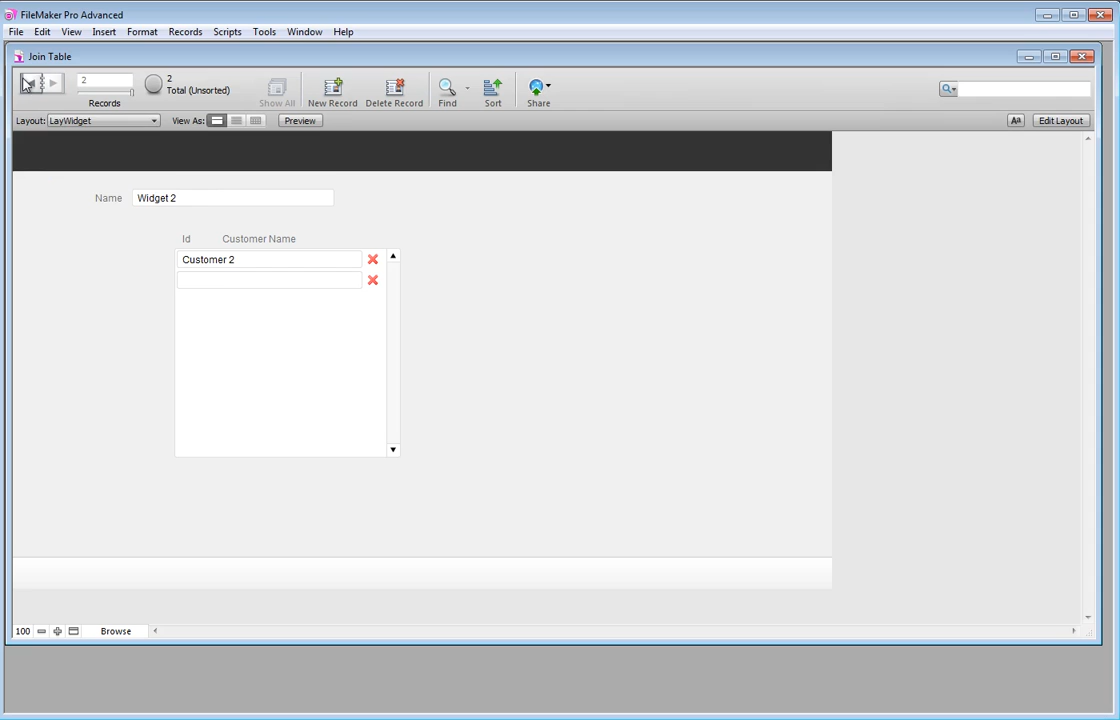 FileMaker Pro Advanced
File Edit View Insert Format Records Scripts Tools Window Help
Join Table
2
2
Total (Unsorted)
Records
Show All
New Record
Delete Record
Find
Sort
Share
Layout: LayWidget
View As:
Preview
Aa
Edit Layout
Name Widget 2
Id Customer Name
Customer 2
100
Browse